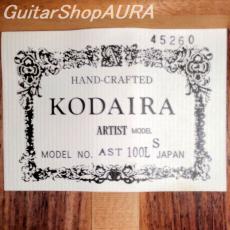 GuitarShopAURA
45260
HAND-CRAFTED
KODAIRA
ARTIST MODEL
S
MODEL NO. AST 100L JAPAN